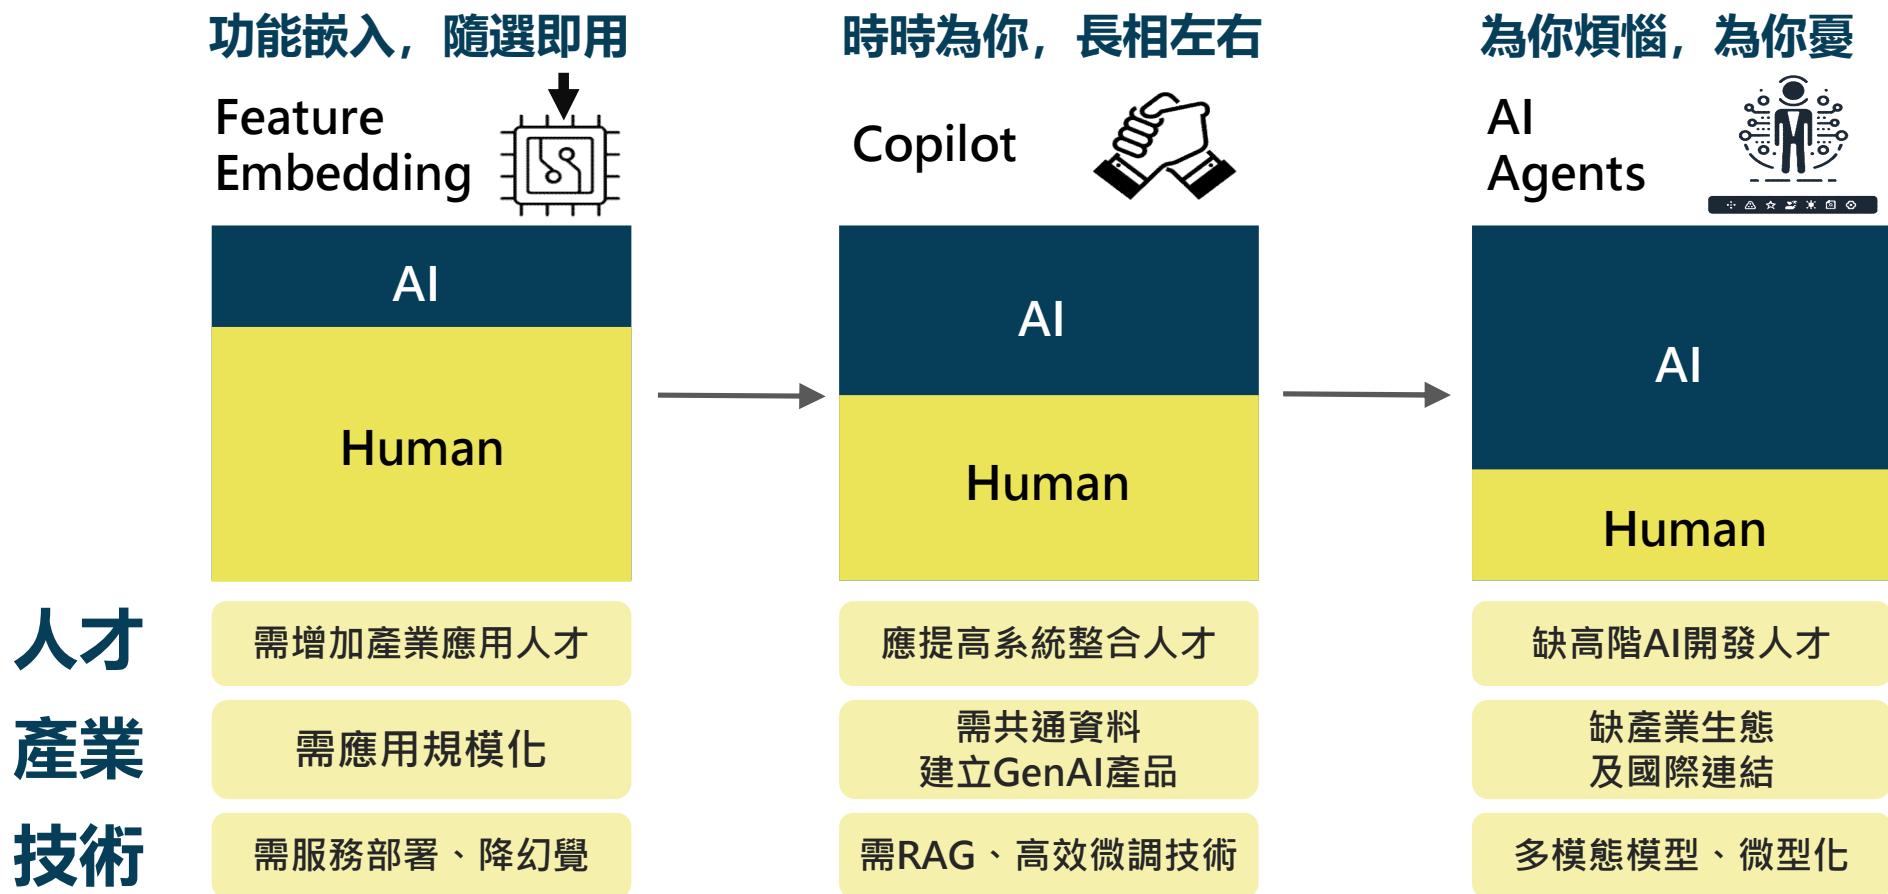 功能嵌入，隨選即用
Feature
Embedding
AI
Human
時時為你，長相左右
Copilot
AI
Human
為你煩惱，為你憂
AI
Agents
AI
Human
人才
需增加產業應用人才
應提高系統整合人才
缺高階AI開發人才
產業
需應用規模化
需共通資料
建立GenAI產品
缺產業生態
及國際連結
技術
需服務部署、降幻覺
需RAG、高效微調技術
多模態模型、微型化